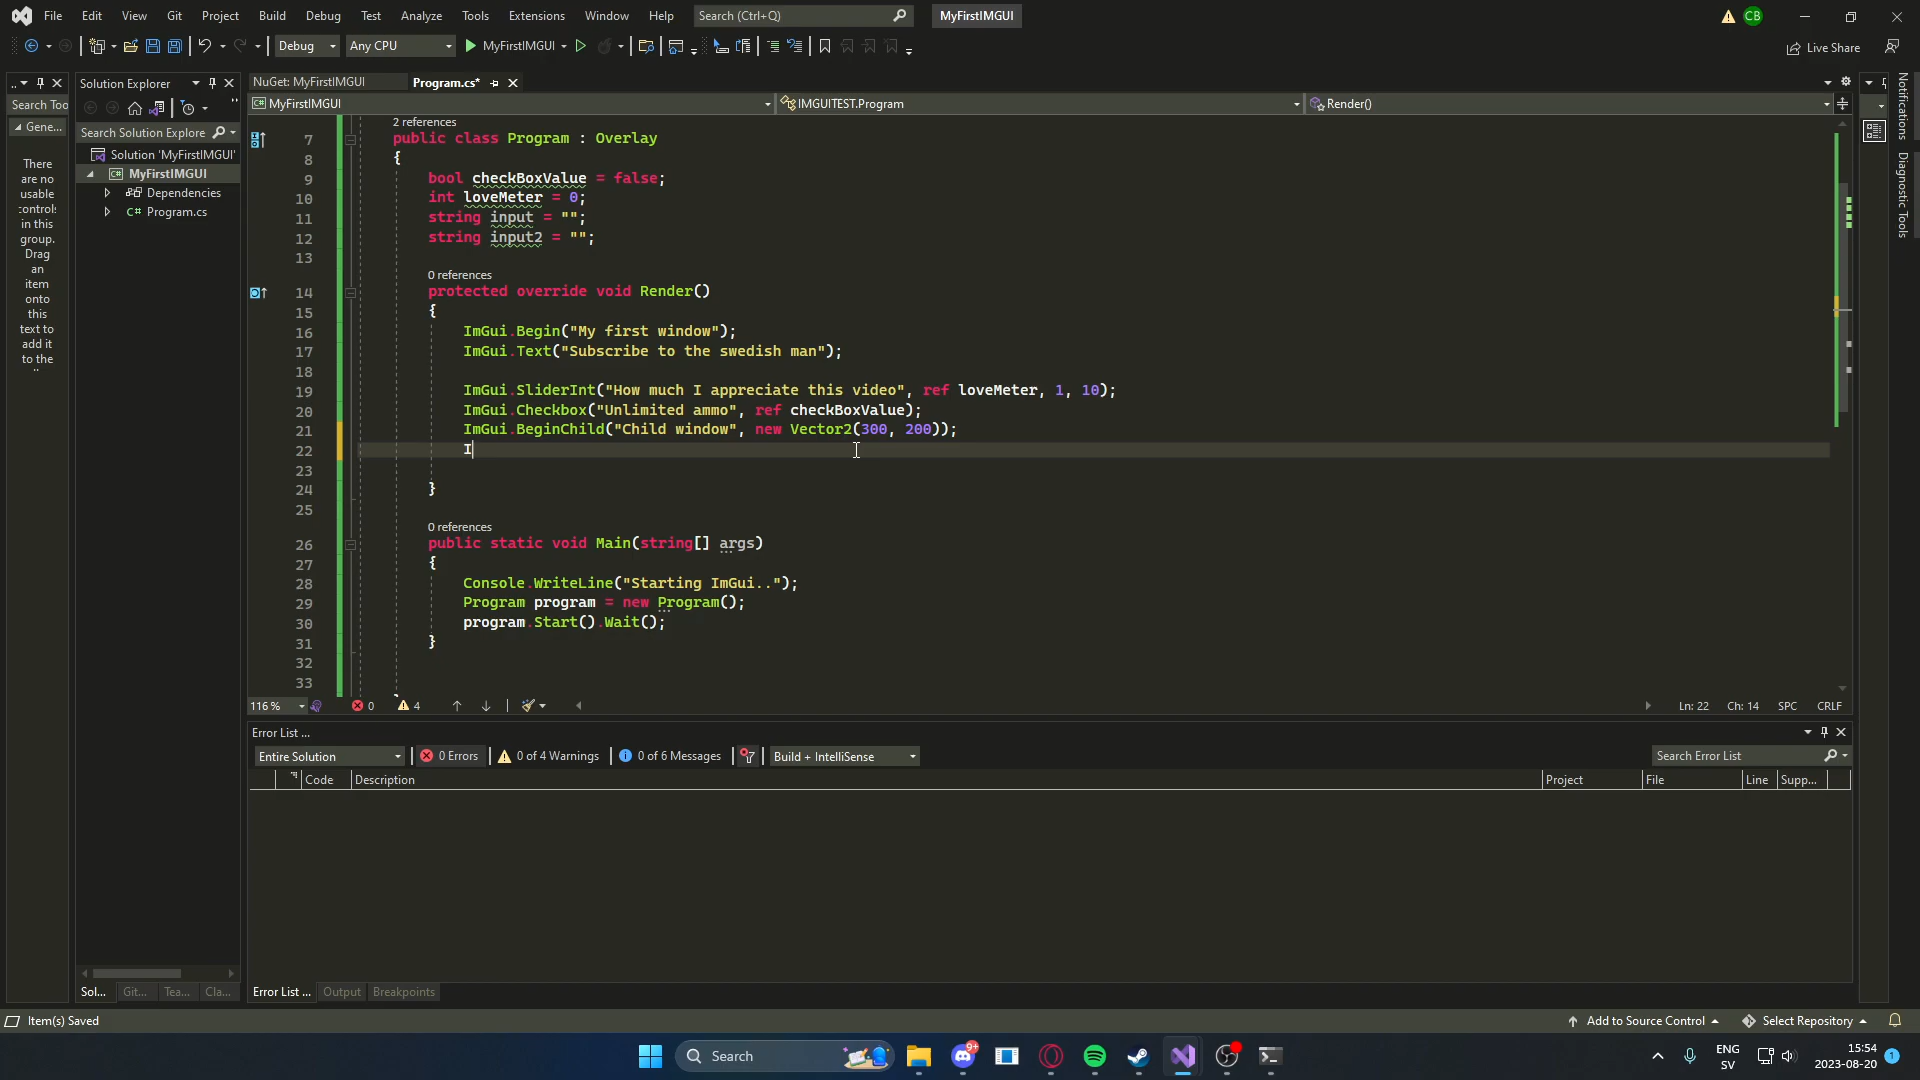 File Edit View Git Project Build Debug Test Analyze Tools Extensions Window Help Search (Ctrl+Q) MyFirstIMGUI CB
Debug Any CPU MyFirstIMGUI Live Share
Solution Explorer NuGet: MyFirstIMGUI Program.cs*
Search Too
MyFirstIMGUI IMGUITEST.Program Render()
Gene...
Search Solution Explore
Solution 'MyFirstIMGUI'
MyFirstIMGUI
Dependencies
C# Program.cs
There
are no
usable
controls
in this
group.
Drag
an
item
onto
this
text to
add it
to the
Notifications
Diagnostic Tools
2 references
7 public class Program : Overlay
8 {
9 bool checkBoxValue = false;
10 int loveMeter = 0;
11 string input = "";
12 string input2 = "";
13
0 references
14 protected override void Render()
15 {
16 ImGui.Begin("My first window");
17 ImGui.Text("Subscribe to the swedish man");
18
19 ImGui.SliderInt("How much I appreciate this video", ref loveMeter, 1, 10);
20 ImGui.Checkbox("Unlimited ammo", ref checkBoxValue);
21 ImGui.BeginChild("Child window", new Vector2(300, 200));
22 I
23
24 }
25
0 references
26 public static void Main(string[] args)
27 {
28 Console.WriteLine("Starting ImGui..");
29 Program program = new Program();
30 program.Start().Wait();
31 }
32
33
116 % 0 4 Ln: 22 Ch: 14 SPC CRLF
Error List ...
Entire Solution 0 Errors 0 of 4 Warnings 0 of 6 Messages Build + IntelliSense Search Error List
Code Description Project File Line Supp...
Sol... Git... Tea... Cla... Error List ... Output Breakpoints
Item(s) Saved Add to Source Control Select Repository
Search 9+ ENG
SV 15:54
2023-08-20 1